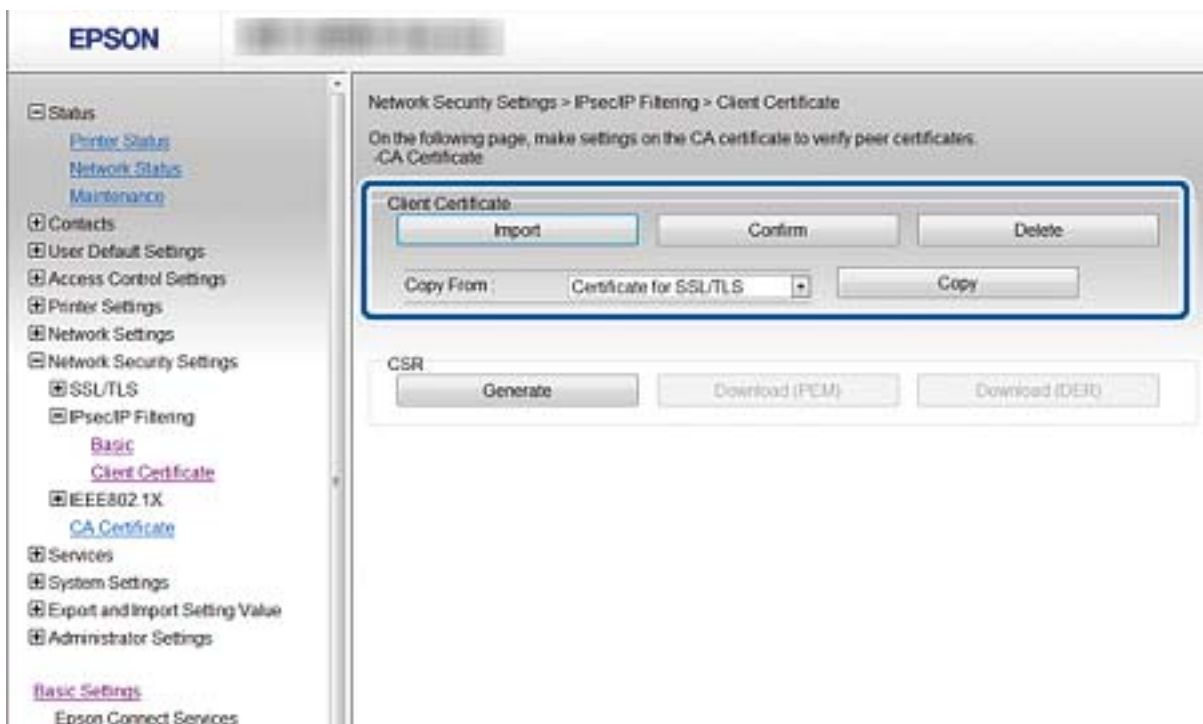 EPSON
Status
Printer Status
Network Status
Maintenance
Contacts
User Default Settings
Access Control Settings
Printer Settings
Network Settings
Network Security Settings
SSL/TLS
IPsec/IP Filtering
Basic
Client Certificate
IEEE802.1X
CA Certificate
Services
System Settings
Export and Import Setting Value
Administrator Settings
Basic Settings
Epson Connect Services
Network Security Settings > IPsec/IP Filtering > Client Certificate
On the following page, make settings on the CA certificate to verify peer certificates.
-CA Certificate
Client Certificate
Import Confirm Delete
Copy From : Certificate for SSL/TLS Copy
CSR
Generate Download (PEM) Download (DER)